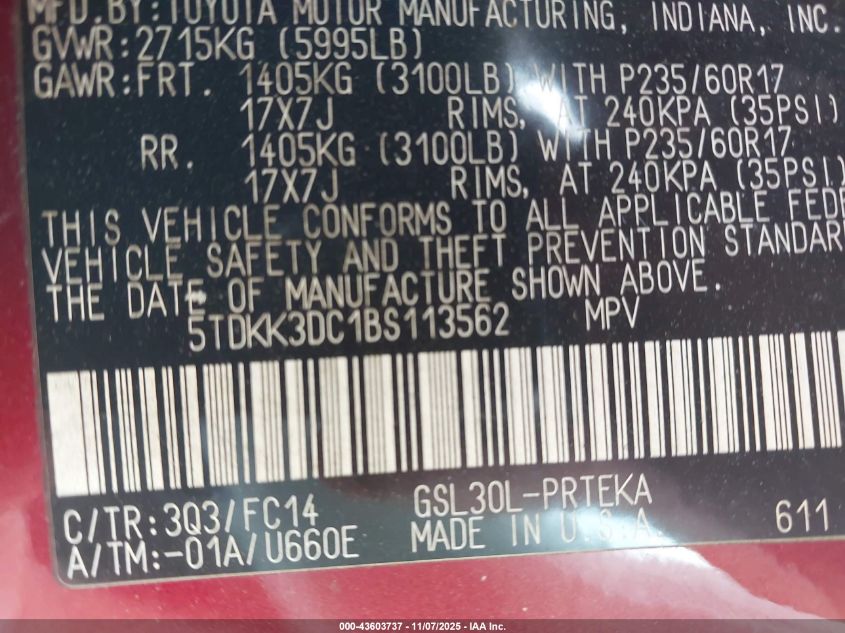 MFD.BY:TOYOTA MOTOR MANUFACTURING, INDIANA, INC.
GVWR:2715KG (5995LB)
GAWR:FRT. 1405KG (3100LB) WITH P235/60R17
17X7J RIMS, AT 240KPA (35PSI)
RR. 1405KG (3100LB) WITH P235/60R17
17X7J RIMS, AT 240KPA (35PSI)
THIS VEHICLE CONFORMS TO ALL APPLICABLE FEDE
VEHICLE SAFETY AND THEFT PREVENTION STANDAR
THE DATE OF MANUFACTURE SHOWN ABOVE.
5TDKK3DC1BS113562 MPV
C/TR:3Q3/FC14 GSL30L-PRTEKA
A/TM:-01A/U660E MADE IN U.S.A. 611
000-43603737 - 11/07/2025 - IAA Inc.